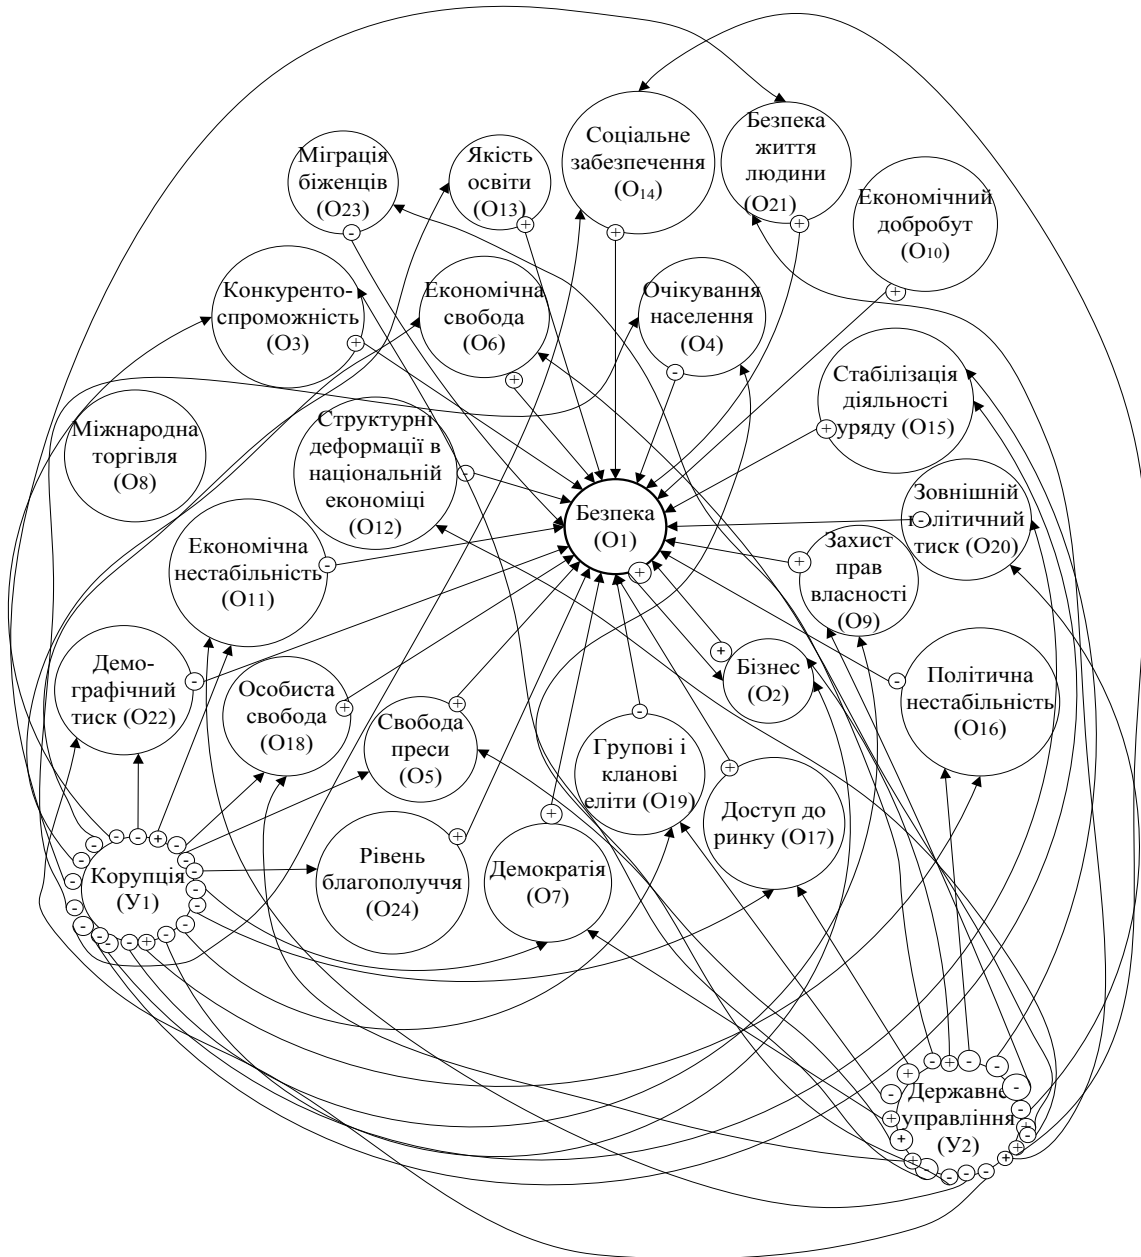 Міграція
біженців
(О23)
Якість
освіти
(О13)
Соціальне
забезпечення
(О14)
Безпека
життя
людини
(О21)
Економічний
добробут
(О10)
Конкуренто-
спроможність
(О3)
Економічна
свобода
(О6)
Очікування
населення
(О4)
Стабілізація
діяльності
уряду (О15)
Міжнародна
торгівля
(О8)
Структурні
деформації в
національній
економіці
(О12)
Безпека
(О1)
Зовнішній
політичний
тиск (О20)
Економічна
нестабільність
(О11)
Захист
прав
власності
(О9)
Демо-
графічний
тиск (О22)
Особиста
свобода
(О18)
Свобода
преси
(О5)
Бізнес
(О2)
Політична
нестабільність
(О16)
Групові і
кланові
еліти (О19)
Доступ до
ринку (О17)
Корупція
(У1)
Рівень
благополуччя
(О24)
Демократія
(О7)
Державне
управління
(У2)